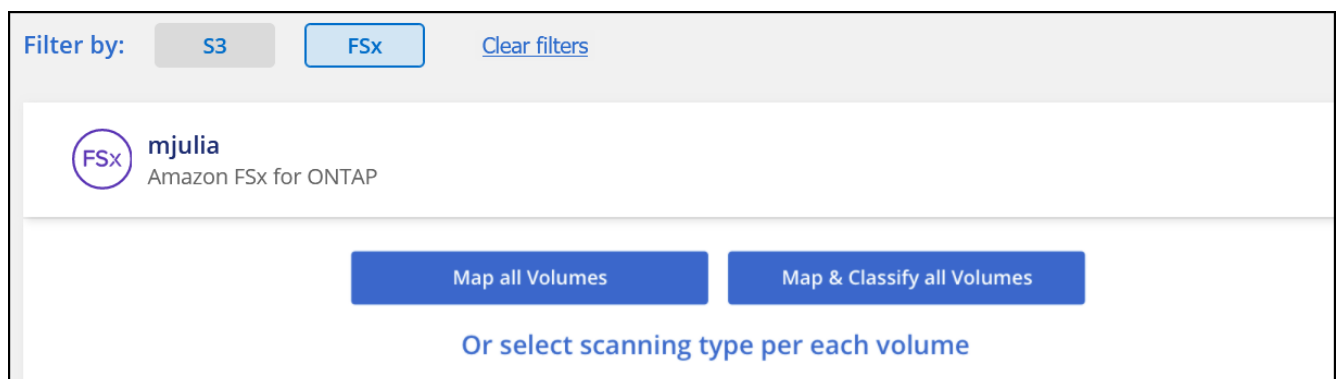 Filter by: S3 FSx Clear filters
FSx mjulia
Amazon FSx for ONTAP
Map all Volumes Map & Classify all Volumes
Or select scanning type per each volume